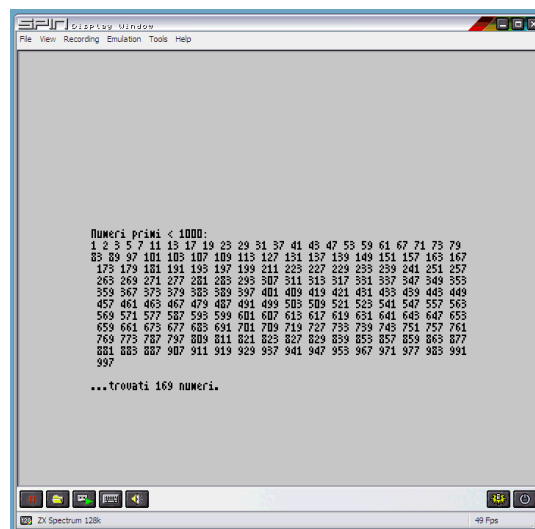 SPIN Display Window
File View Recording Emulation Tools Help
Numeri primi < 1000:
1 2 3 5 7 11 13 17 19 23 29 31 37 41 43 47 53 59 61 67 71 73 79
83 89 97 101 103 107 109 113 127 131 137 139 149 151 157 163 167
173 179 181 191 193 197 199 211 223 227 229 233 239 241 251 257
263 269 271 277 281 283 293 307 311 313 317 331 337 347 349 353
359 367 373 379 383 389 397 401 409 419 421 431 433 439 443 449
457 461 463 467 479 487 491 499 503 509 521 523 541 547 557 563
569 571 577 587 593 599 601 607 613 617 619 631 641 643 647 653
659 661 673 677 683 691 701 709 719 727 733 739 743 751 757 761
769 773 787 797 809 811 821 823 827 829 839 853 857 859 863 877
881 883 887 907 911 919 929 937 941 947 953 967 971 977 983 991
997
...trovati 169 numeri.
128 ZX Spectrum 128k
49 Fps